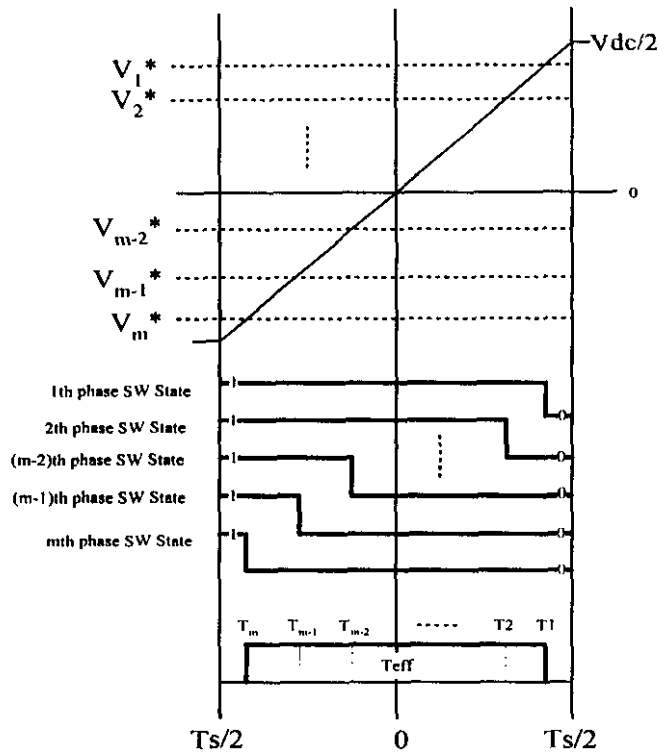 Vdc/2
V1*
V2*
0
Vm-2*
Vm-1*
Vm*
1th phase SW State 1 0
2th phase SW State 1 0
(m-2)th phase SW State 1 0
(m-1)th phase SW State 1 0
mth phase SW State 1 0
Tm Tm-1 Tm-2 T2 T1
Teff
Ts/2 0 Ts/2